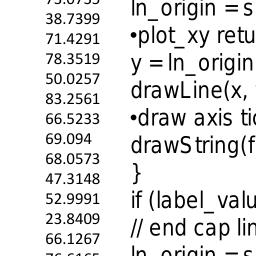 38.7399
71.4291
78.3519
50.0257
83.2561
66.5233
69.094
68.0573
47.3148
52.9991
23.8409
66.1267
ln_origin = s
•plot_xy retu
y = ln_origin
drawLine(x,
•draw axis tic
drawString(f
}
if (label_valu
// end cap lin
ln_origin = s